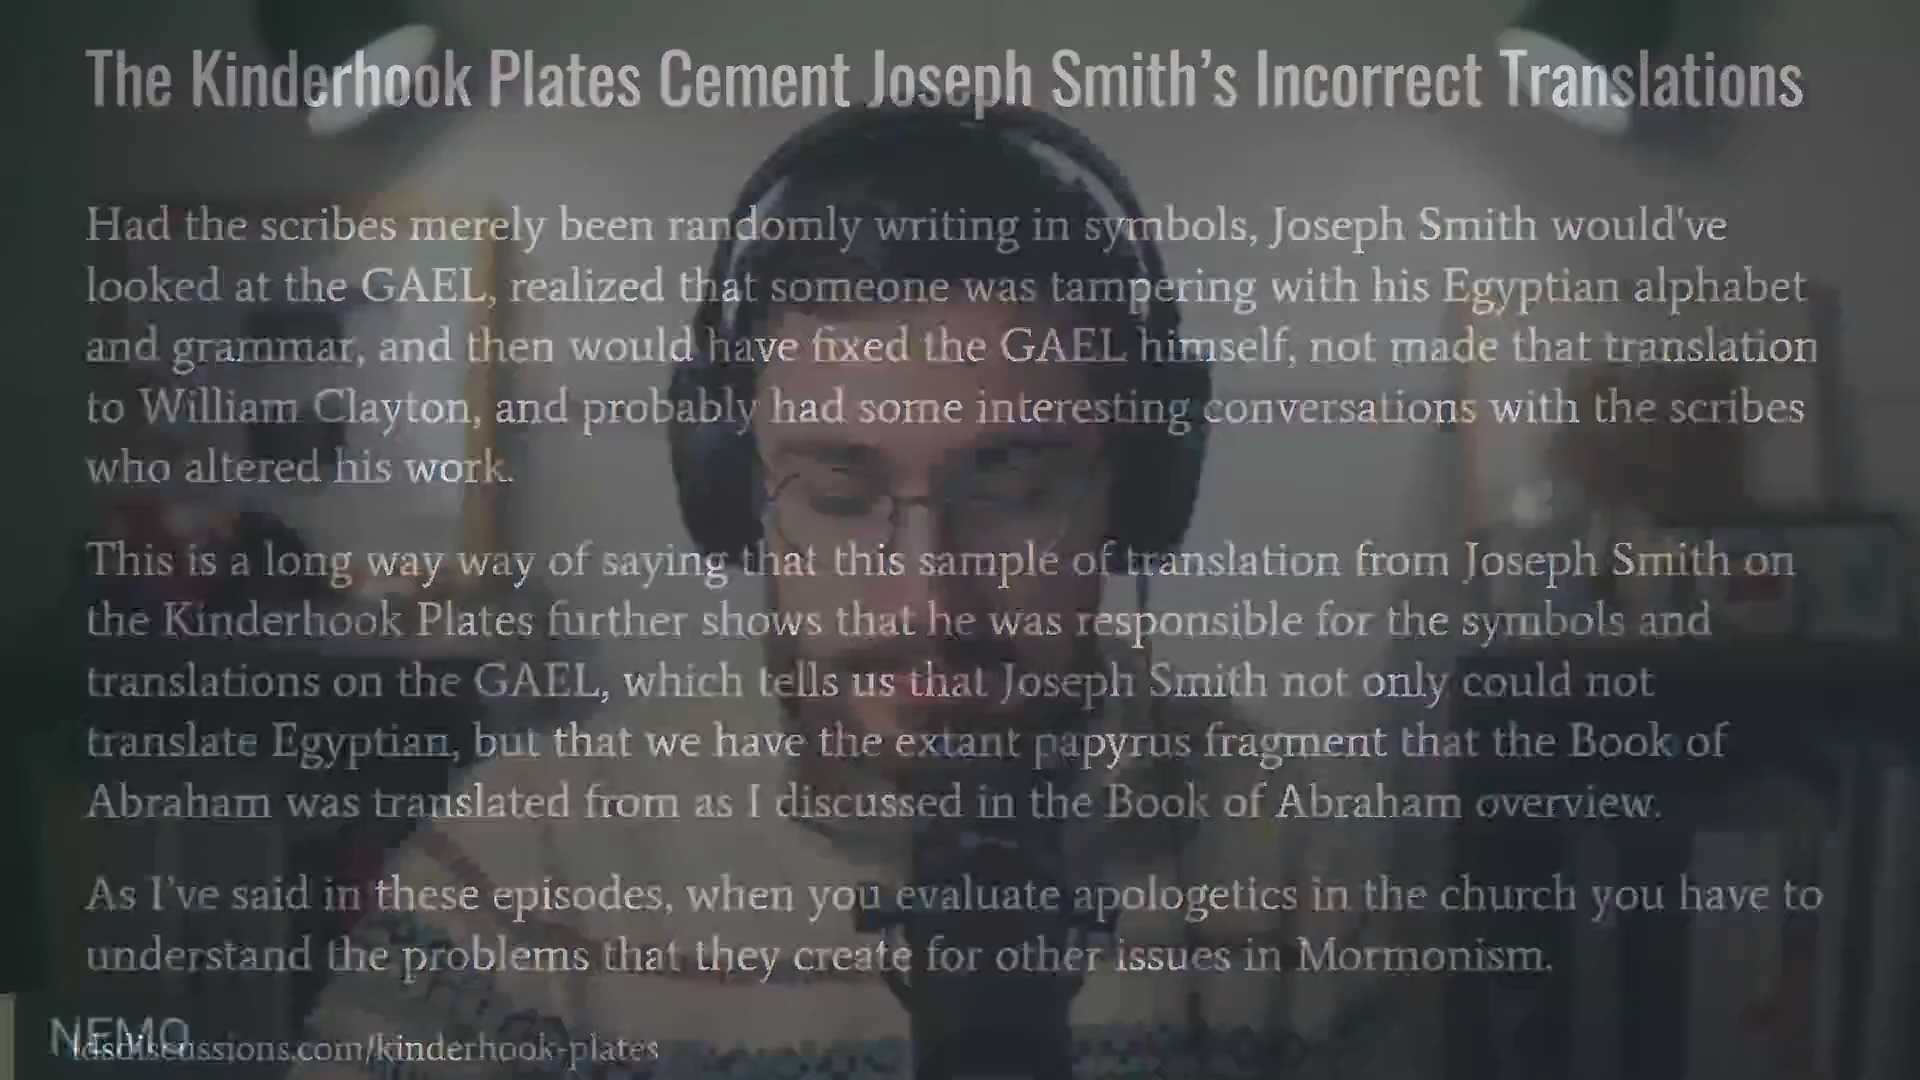 The Kinderhook Plates Cement Joseph Smith's Incorrect Translations
Had the scribes merely been randomly writing in symbols, Joseph Smith would've
looked at the GAEL, realized that someone was tampering with his Egyptian alphabet
and grammar, and then would have fixed the GAEL himself, not made that translation
to William Clayton, and probably had some interesting conversations with the scribes
who altered his work.
This is a long way way of saying that this sample of translation from Joseph Smith on
the Kinderhook Plates further shows that he was responsible for the symbols and
translations on the GAEL, which tells us that Joseph Smith not only could not
translate Egyptian, but that we have the extant papyrus fragment that the Book of
Abraham was translated from as I discussed in the Book of Abraham overview.
As I've said in these episodes, when you evaluate apologetics in the church you have to
understand the problems that they create for other issues in Mormonism.
NEMO
ldsdiscussions.com/kinderhook-plates